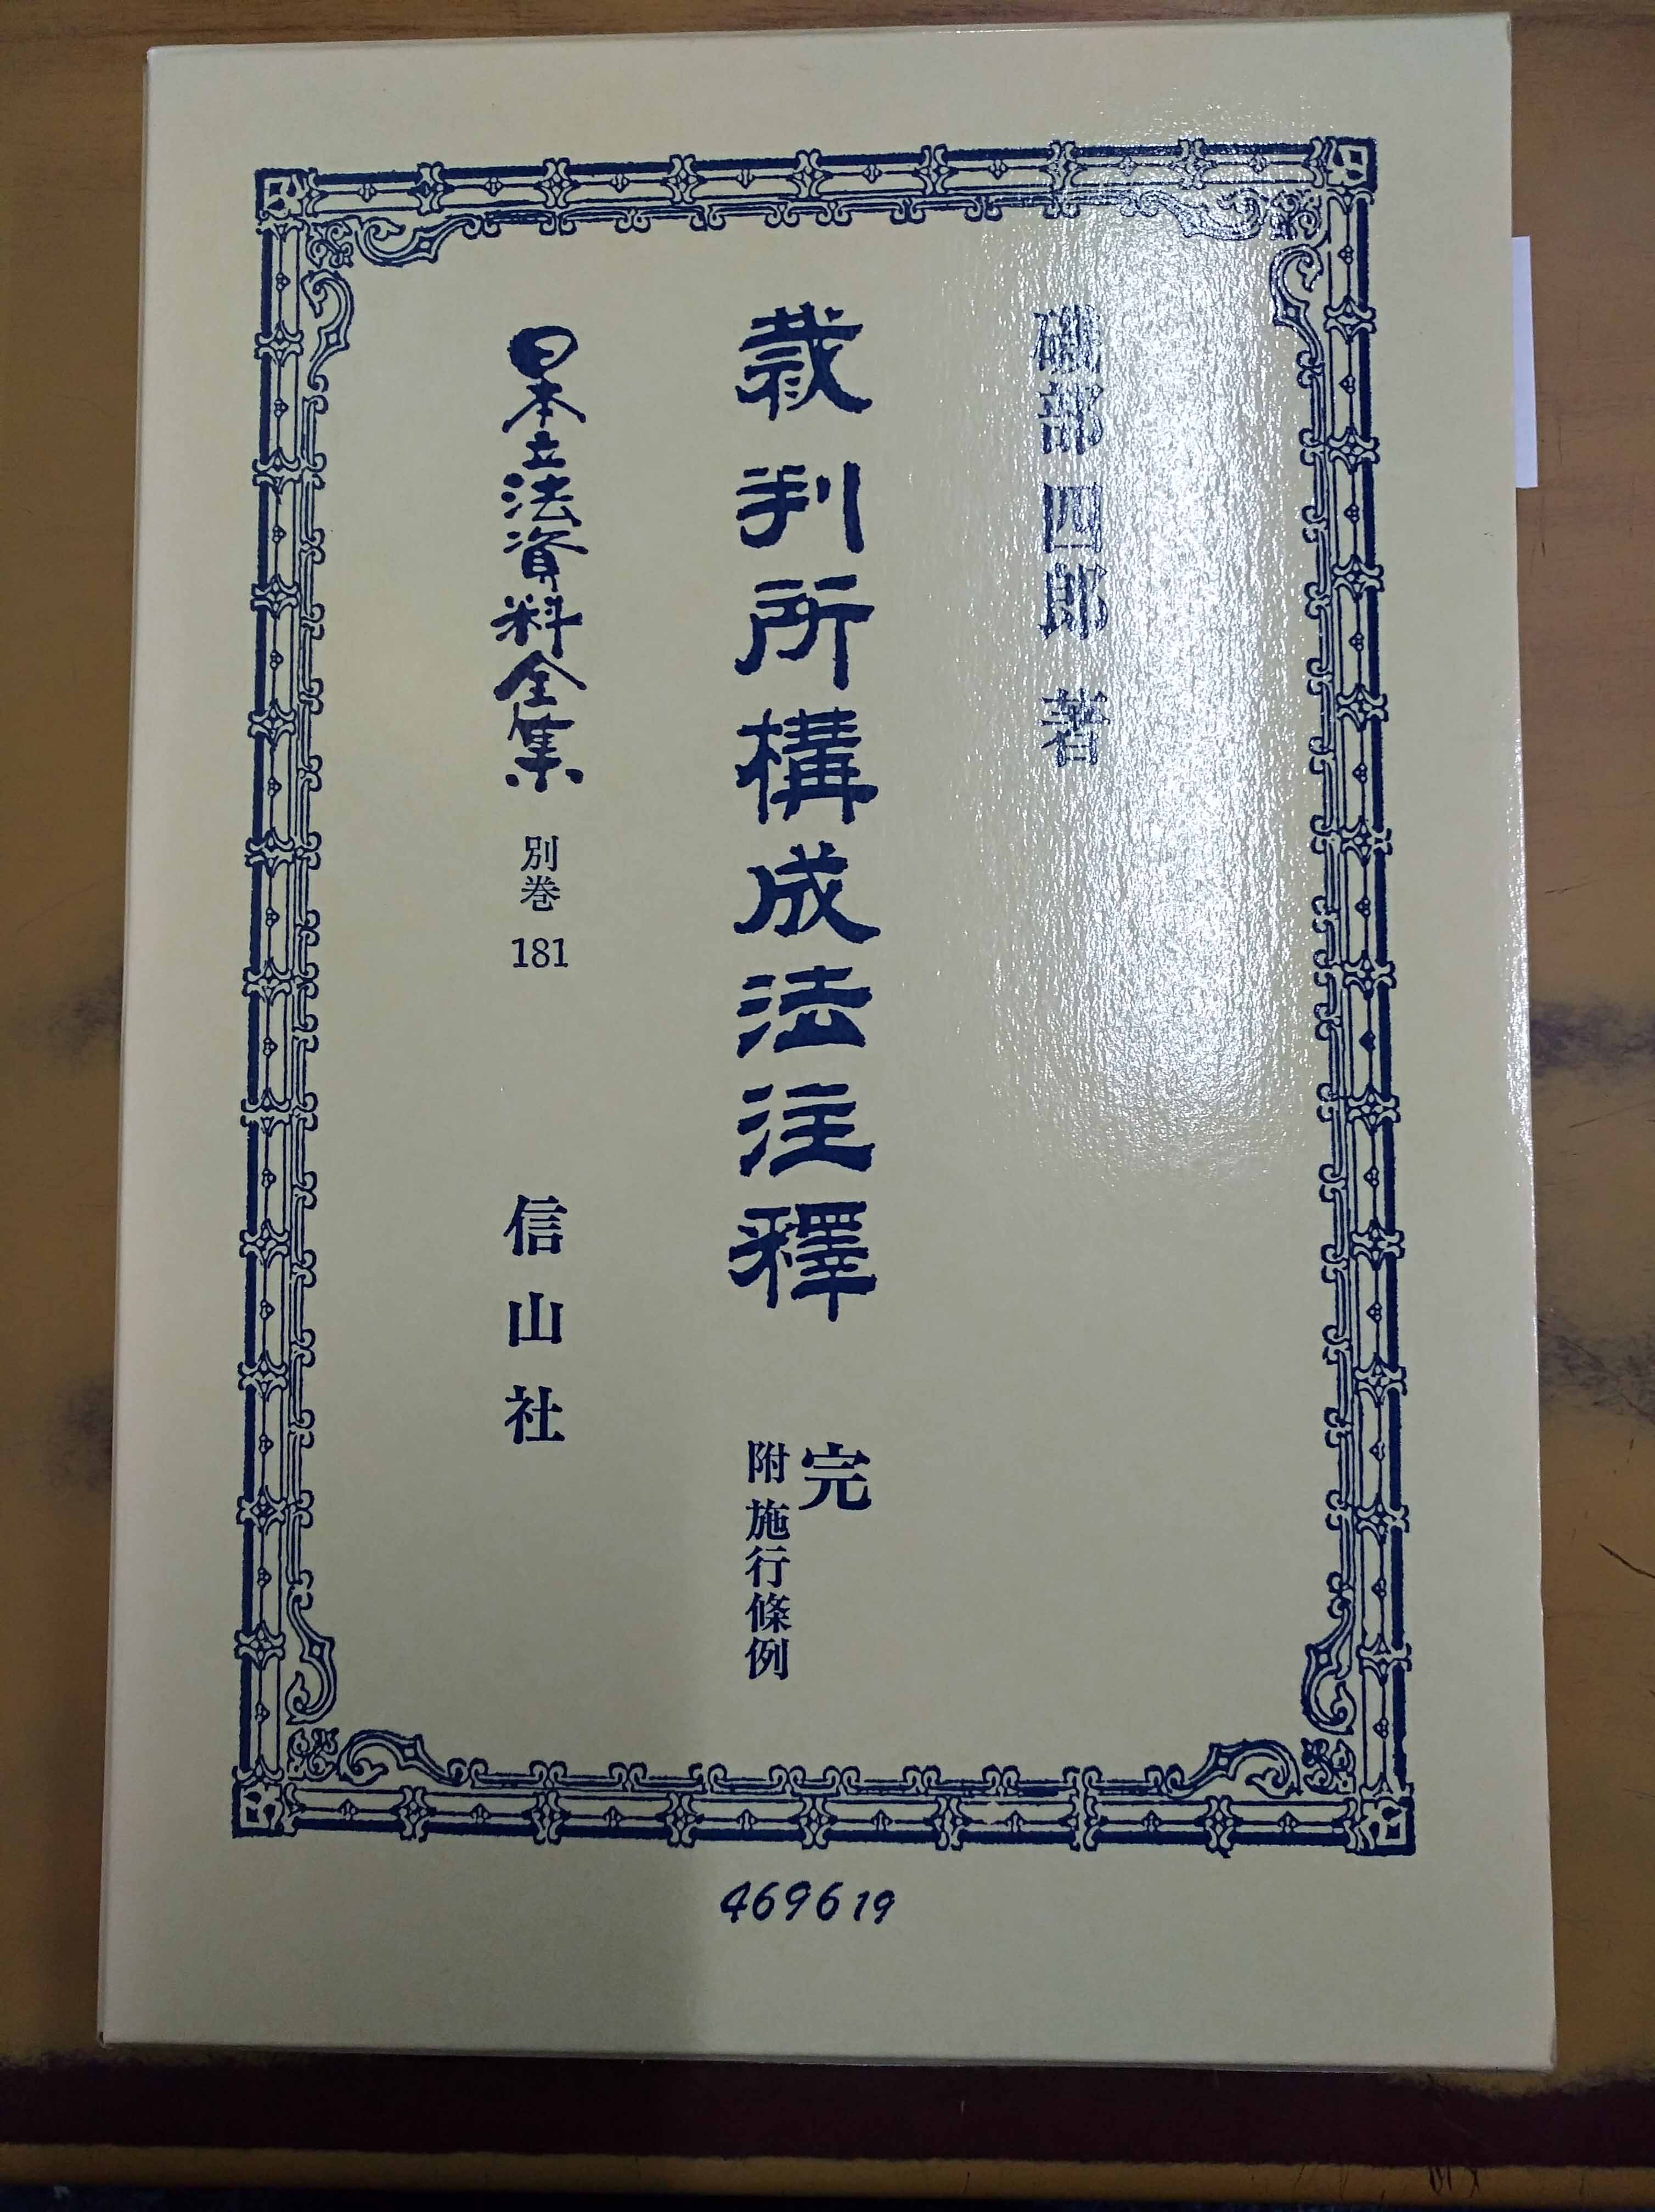 磯部四郎 著
裁判所構成法注釋
完
附施行條例
日本立法資料全集 別巻 181
信山社
469619